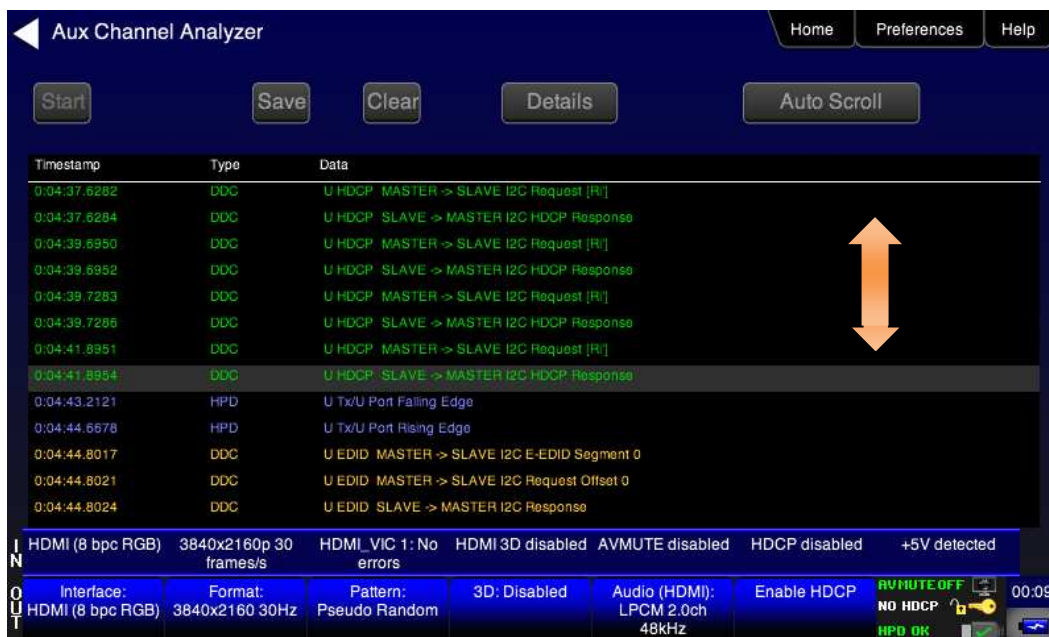 Aux Channel Analyzer Home Preferences Help
Start Save Clear Details Auto Scroll
Timestamp Type Data
0:04:37.6282 DDC U HDCP MASTER -> SLAVE I2C Request [Ri']
0:04:37.6284 DDC U HDCP SLAVE -> MASTER I2C HDCP Response
0:04:39.6950 DDC U HDCP MASTER -> SLAVE I2C Request [Ri']
0:04:39.6952 DDC U HDCP SLAVE -> MASTER I2C HDCP Response
0:04:39.7283 DDC U HDCP MASTER -> SLAVE I2C Request [Ri']
0:04:39.7286 DDC U HDCP SLAVE -> MASTER I2C HDCP Response
0:04:41.8951 DDC U HDCP MASTER -> SLAVE I2C Request [Ri']
0:04:41.8954 DDC U HDCP SLAVE -> MASTER I2C HDCP Response
0:04:43.2121 HPD U Tx/U Port Falling Edge
0:04:44.6678 HPD U Tx/U Port Rising Edge
0:04:44.8017 DDC U EDID MASTER -> SLAVE I2C E-EDID Segment 0
0:04:44.8021 DDC U EDID MASTER -> SLAVE I2C Request Offset 0
0:04:44.8024 DDC U EDID SLAVE -> MASTER I2C Response
IN HDMI (8 bpc RGB) 3840x2160p 30 HDMI_VIC 1: No HDMI 3D disabled AVMUTE disabled HDCP disabled +5V detected
frames/s errors
OUT Interface: Format: Pattern: 3D: Disabled Audio (HDMI): Enable HDCP AVMUTE OFF 00:09
HDMI (8 bpc RGB) 3840x2160 30Hz Pseudo Random LPCM 2.0ch NO HDCP
48kHz HPD OK